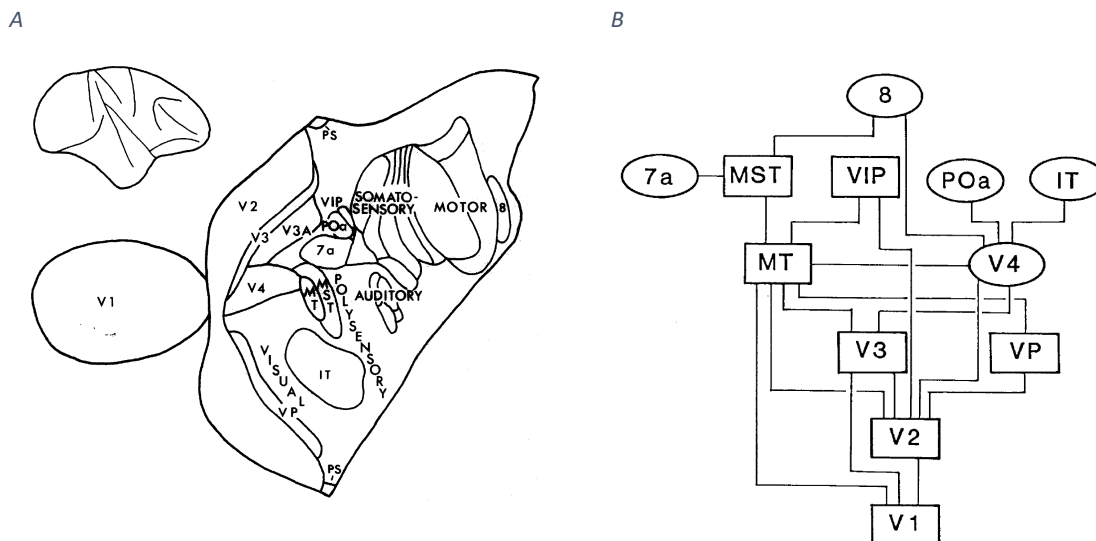 A
B
PS
V2
V3
V3A
VIP
POa
7a
SOMATO-
SENSORY
MOTOR
8
V1
V4
MT
MST
POLYSENSORY
AUDITORY
VISUAL
IT
VP
PS
8
7a
MST
VIP
POa
IT
MT
V4
V3
VP
V2
V1